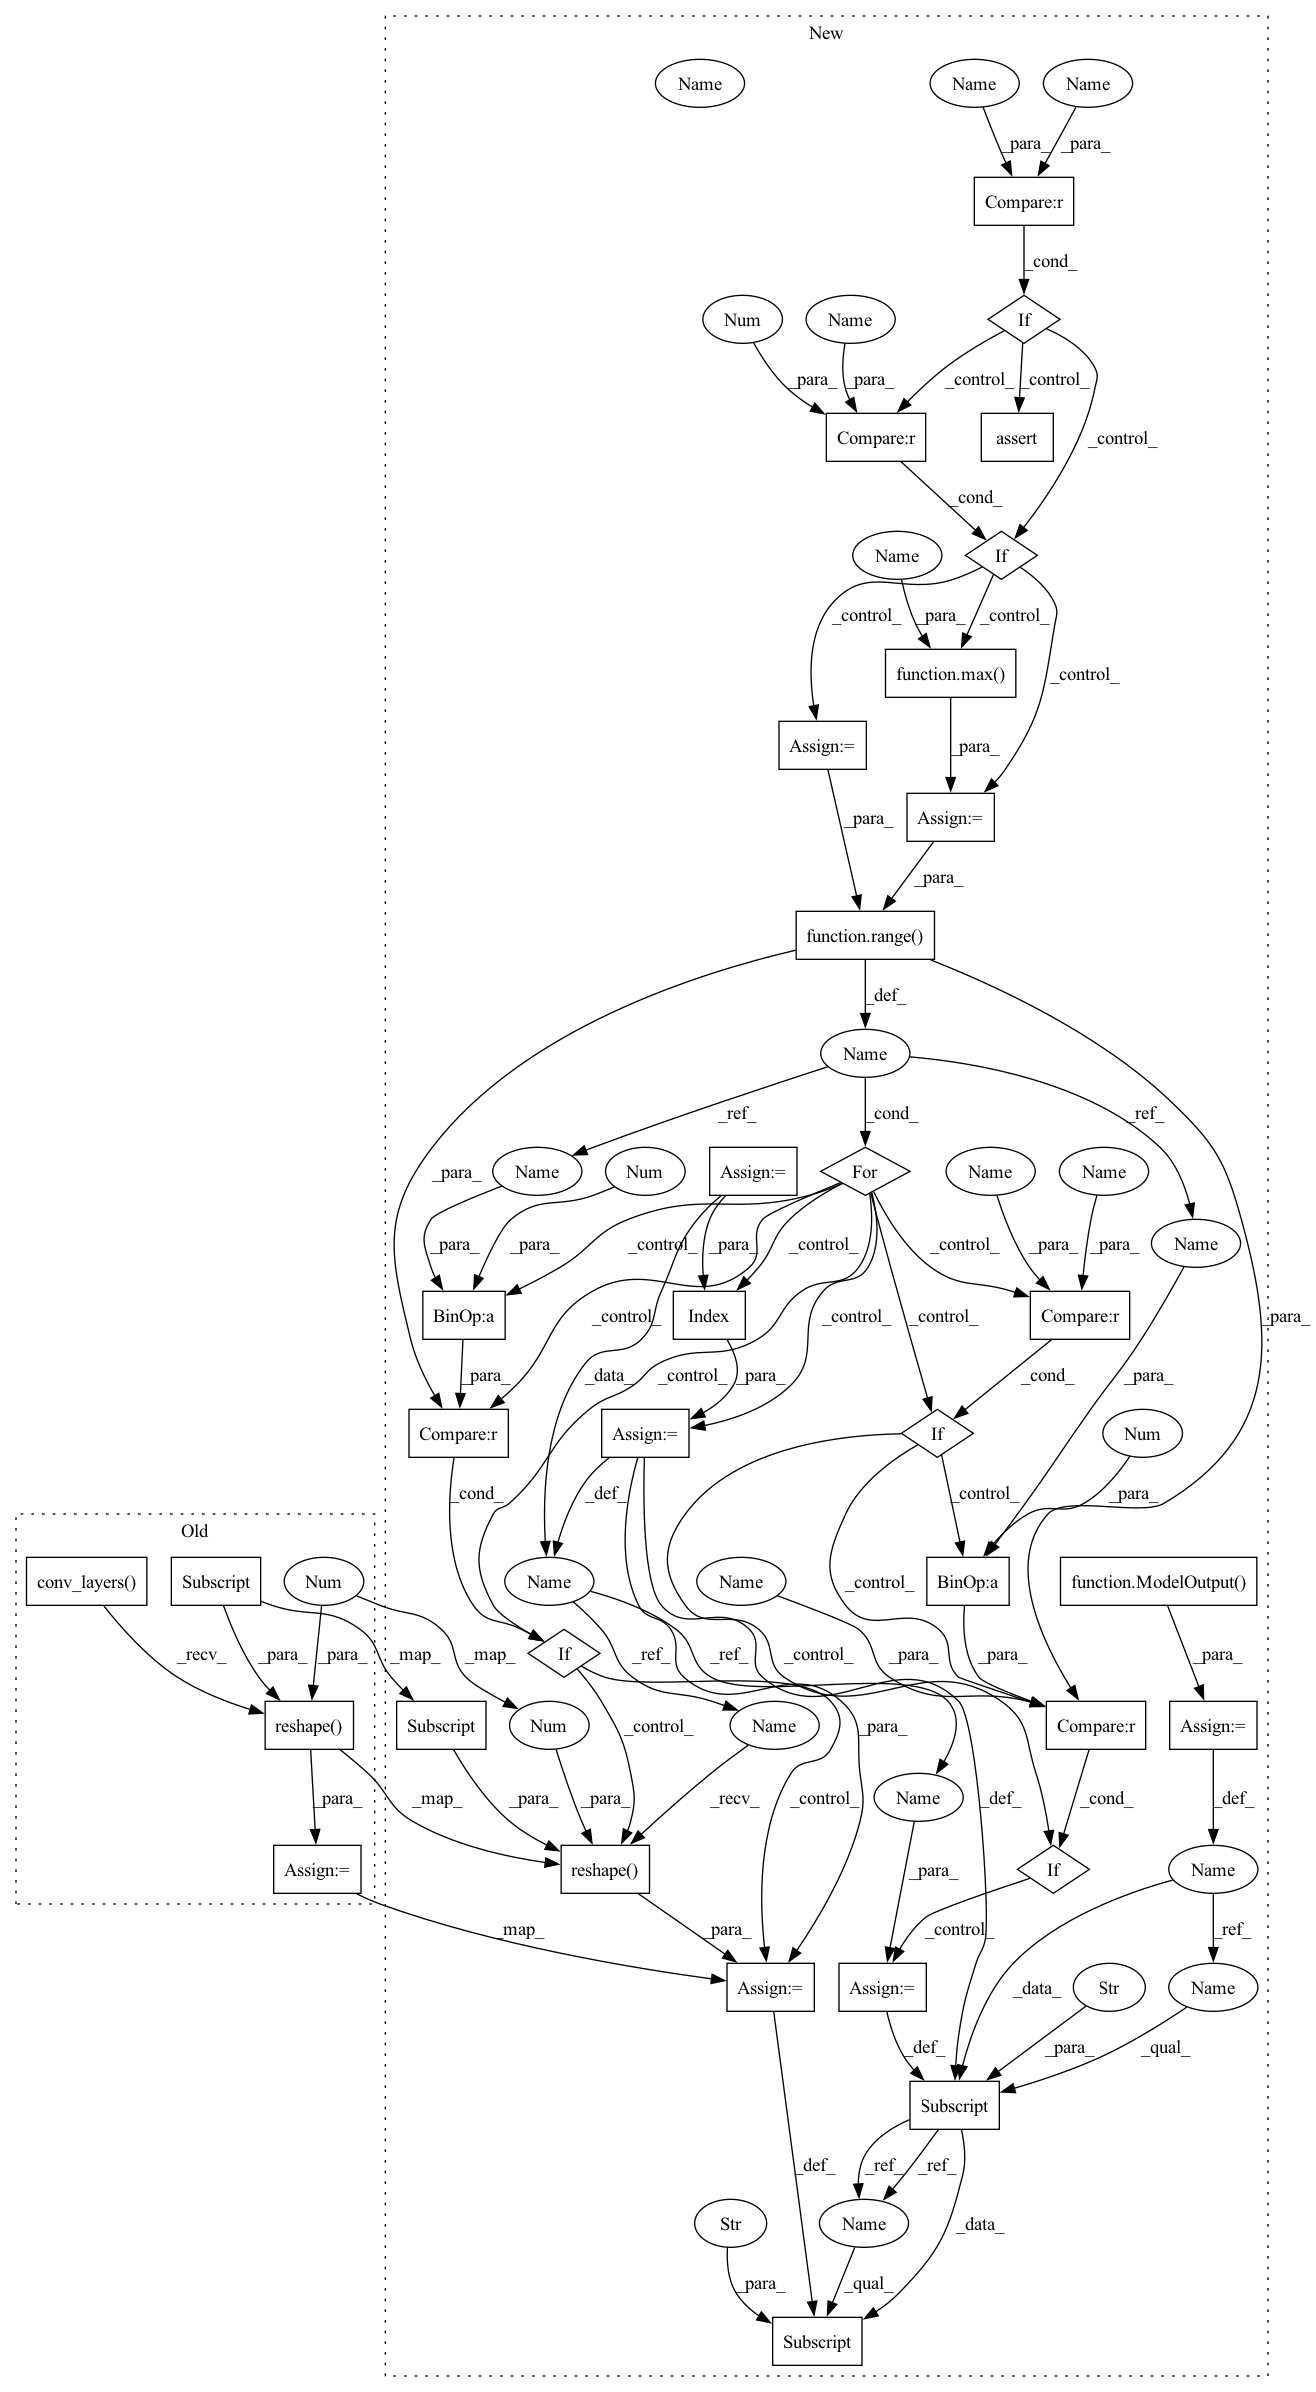 New
Name
Name
Name
_para_
_para_
Compare:r
_cond_
Num
Name
If
_para_
_para_
_control_
_control_
Compare:r
assert
_control_
_cond_
Name
If
_control_
_para_
_control_
function.max()
_control_
Assign:=
_para_
Assign:=
_para_
_para_
function.range()
_def_
Name
_ref_
_cond_
_ref_
_para_
Name
Num
Assign:=
For
Name
Name
_para_
_para_
_control_
_para_
_control_
_control_
_para_
_para_
Name
BinOp:a
Index
Compare:r
_control_
_control_
_para_
_para_
_data_
_control_
_para_
_cond_
_para_
Compare:r
Assign:=
If
Num
_cond_
_def_
_control_
_para_
Old
conv_layers()
Subscript
Num
Name
Name
BinOp:a
function.ModelOutput()
_control_
_recv_
_para_
_para_
_map_
_map_
If
_ref_
_ref_
_control_
_para_
_para_
_para_
reshape()
Subscript
Num
_control_
Name
_para_
Compare:r
Assign:=
_para_
_map_
_para_
_para_
_recv_
_control_
Name
_def_
_cond_
_def_
Assign:=
reshape()
_para_
If
Name
_map_
_para_
_control_
_ref_
Assign:=
Assign:=
_data_
Str
Name
_def_
_para_
_qual_
Subscript
_def_
_ref_
_ref_
Str
Name
_data_
_para_
_qual_
Subscript